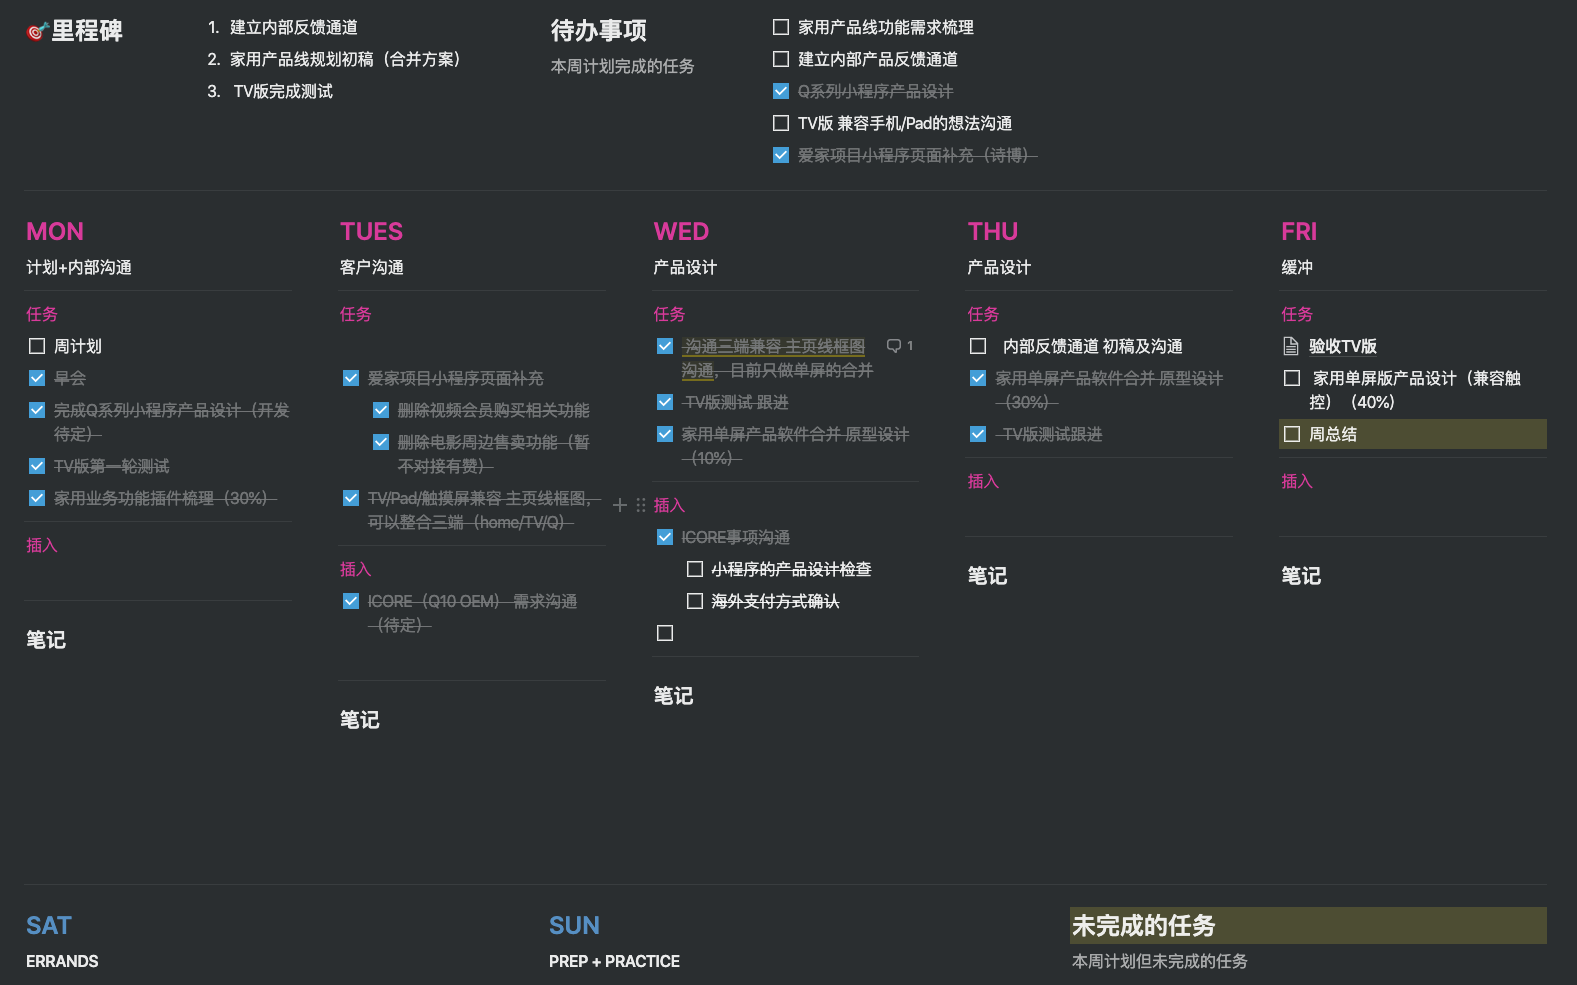 🎯里程碑
1. 建立内部反馈通道
2. 家用产品线规划初稿（合并方案）
3. TV版完成测试
待办事项
本周计划完成的任务
家用产品线功能需求梳理
建立内部产品反馈通道
Q系列小程序产品设计
TV版 兼容手机/Pad的想法沟通
爱家项目小程序页面补充（诗博）
MON
计划+内部沟通
任务
周计划
早会
完成Q系列小程序产品设计（开发
待定）
TV版第一轮测试
家用业务功能插件梳理（30%）
插入
笔记
TUES
客户沟通
任务
爱家项目小程序页面补充
删除视频会员购买相关功能
删除电影周边售卖功能（暂
不对接有赞）
TV/Pad/触摸屏兼容 主页线框图，
可以整合三端（home/TV/Q）
插入
ICORE（Q10 OEM） 需求沟通
（待定）
笔记
WED
产品设计
任务
沟通三端兼容 主页线框图
沟通，目前只做单屏的合并
1
TV版测试 跟进
家用单屏产品软件合并 原型设计
（10%）
插入
ICORE事项沟通
小程序的产品设计检查
海外支付方式确认
笔记
THU
产品设计
任务
内部反馈通道 初稿及沟通
家用单屏产品软件合并 原型设计
（30%）
TV版测试跟进
插入
笔记
FRI
缓冲
任务
验收TV版
家用单屏版产品设计（兼容触
控）（40%)
周总结
插入
笔记
SAT
ERRANDS
SUN
PREP + PRACTICE
未完成的任务
本周计划但未完成的任务